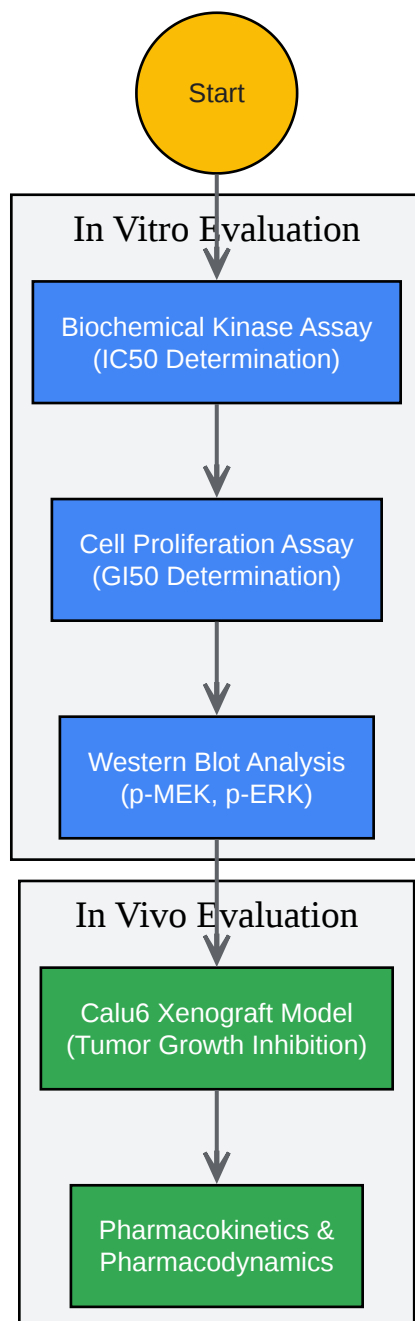 Start
In Vitro Evaluation
Biochemical Kinase Assay
(IC50 Determination)
Cell Proliferation Assay
(GI50 Determination)
Western Blot Analysis
(p-MEK, p-ERK)
In Vivo Evaluation
Calu6 Xenograft Model
(Tumor Growth Inhibition)
Pharmacokinetics &
Pharmacodynamics